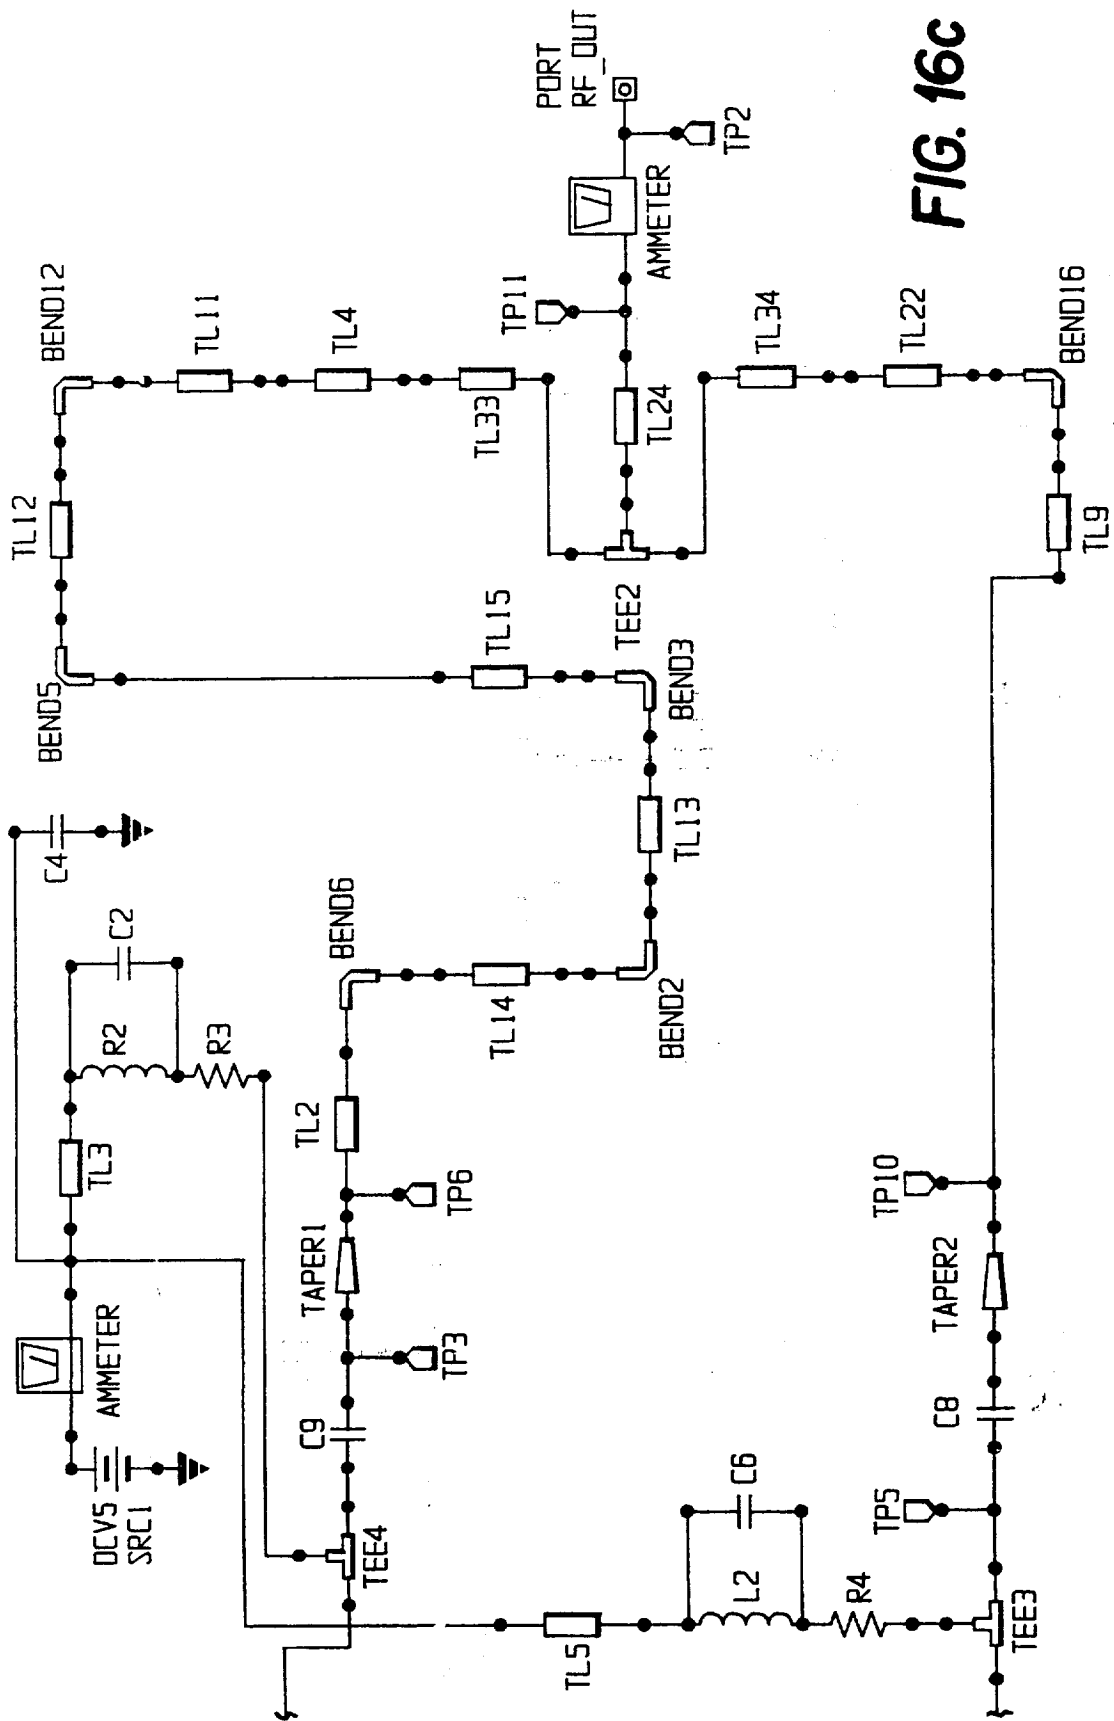 DCV5
SRC1
AMMETER
TL3
R2
C2
R3
C4
TEE4
C9
TP3
TAPER1
TP6
TL2
BEND6
TL14
BEND2
TL13
BEND3
TL15
BEND5
TL12
BEND12
TL11
TL4
TL33
TEE2
TL24
TP11
AMMETER
PORT
RF_OUT
TP2
TL34
TL22
BEND16
TL9
TL5
L2
C6
R4
TEE3
TP5
C8
TAPER2
TP10
FIG. 16c